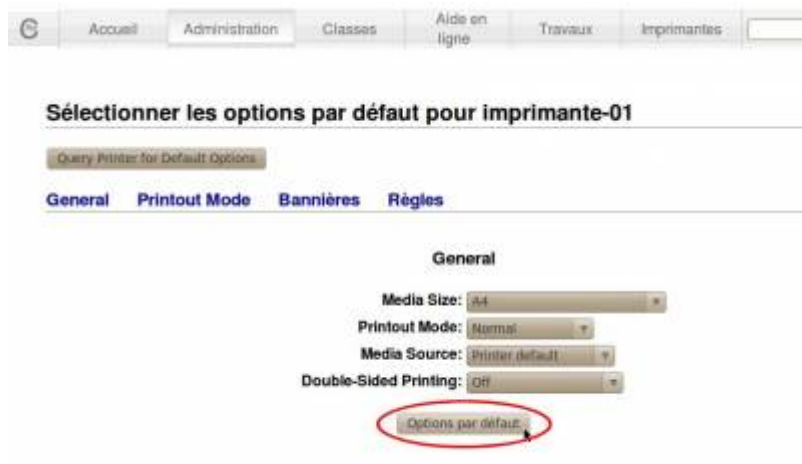 Accueil Administration Classes Aide en ligne Travaux Imprimantes
Sélectionner les options par défaut pour imprimante-01
Query Printer for Default Options
General Printout Mode Bannières Règles
General
Media Size: A4
Printout Mode: Normal
Media Source: Printer default
Double-Sided Printing: Off
Options par défaut